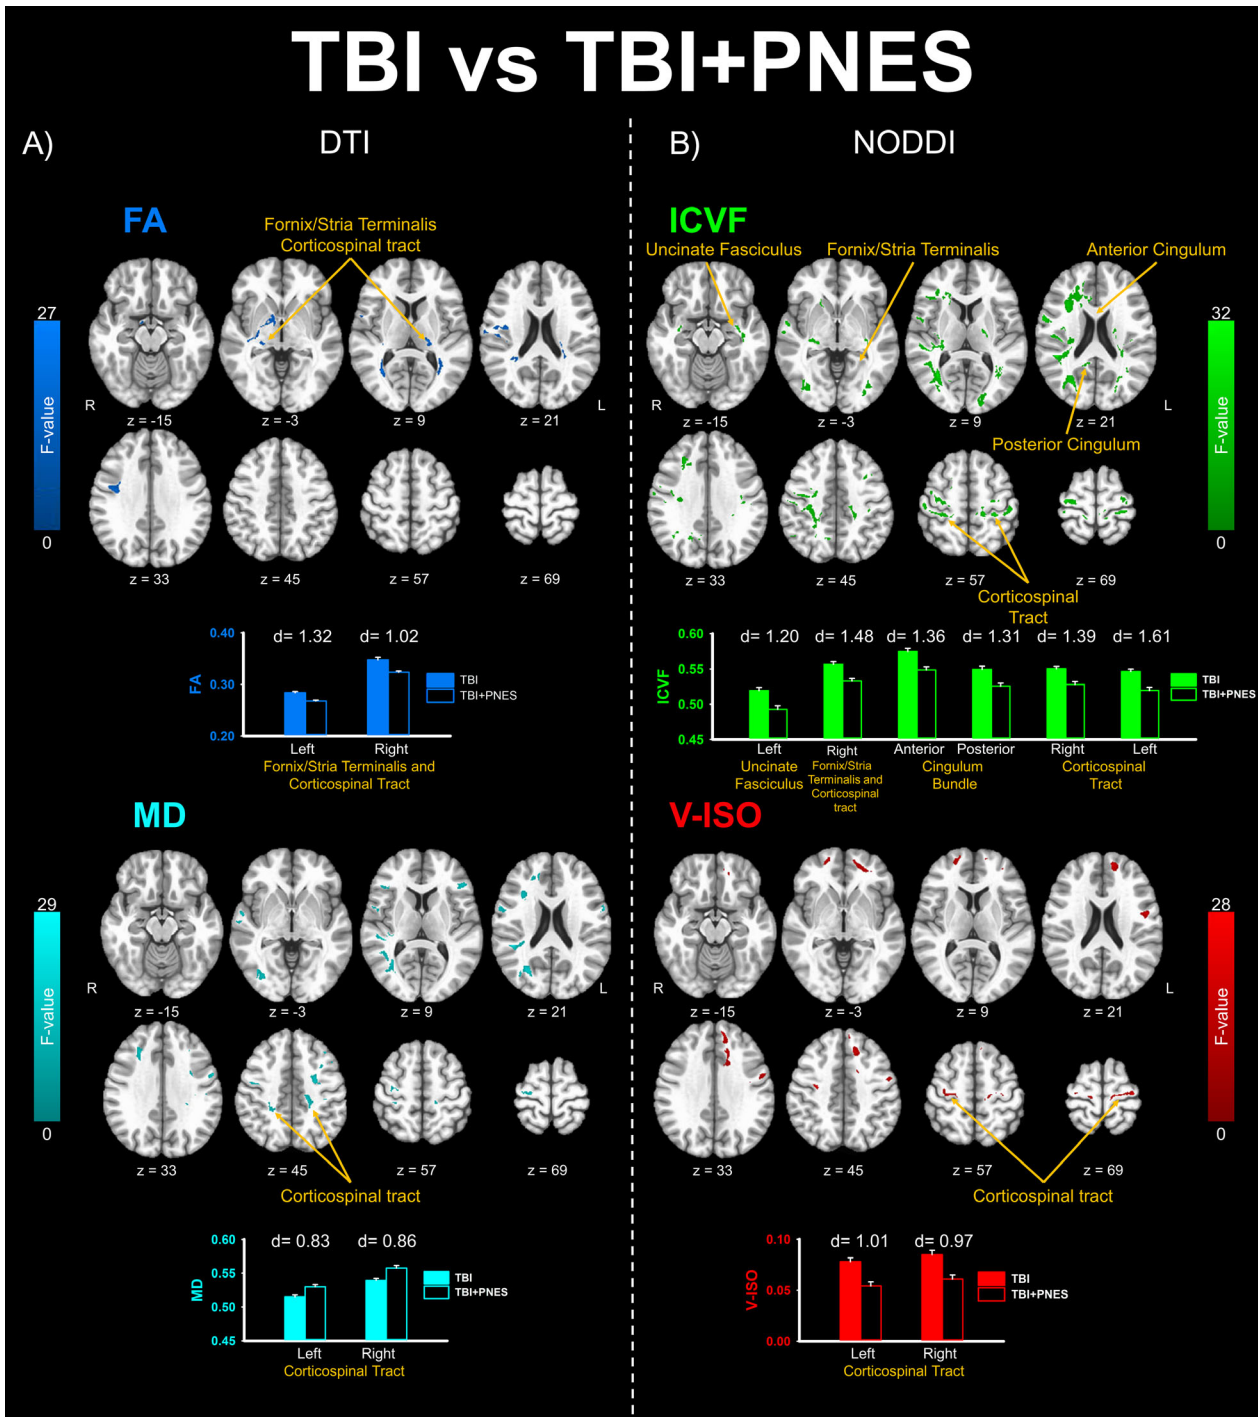 TBI vs TBI+PNES
A)
DTI
FA
Fornix/Stria Terminalis
Corticospinal tract
27
F-value
0
R
L
z = -15
z = -3
z = 9
z = 21
z = 33
z = 45
z = 57
z = 69
0.40
0.30
0.20
FA
d= 1.32
d= 1.02
TBI
TBI+PNES
Left
Right
Fornix/Stria Terminalis and
Corticospinal Tract
MD
29
F-value
0
R
L
z = -15
z = -3
z = 9
z = 21
z = 33
z = 45
z = 57
z = 69
Corticospinal tract
0.60
0.55
0.50
0.45
MD
d= 0.83
d= 0.86
TBI
TBI+PNES
Left
Right
Corticospinal Tract
B)
NODDI
ICVF
Uncinate Fasciculus
Fornix/Stria Terminalis
Anterior Cingulum
32
F-value
0
R
L
z = -15
z = -3
z = 9
z = 21
Posterior Cingulum
z = 33
z = 45
z = 57
z = 69
Corticospinal
Tract
0.60
0.55
0.50
0.45
ICVF
d= 1.20
d= 1.48
d= 1.36
d= 1.31
d= 1.39
d= 1.61
TBI
TBI+PNES
Left
Right
Anterior
Posterior
Right
Left
Uncinate
Fasciculus
Fornix/Stria
Terminalis and
Corticospinal
tract
Cingulum
Bundle
Corticospinal
Tract
V-ISO
28
F-value
0
R
L
z = -15
z = -3
z = 9
z = 21
z = 33
z = 45
z = 57
z = 69
Corticospinal tract
0.10
0.05
0.00
V-ISO
d= 1.01
d= 0.97
TBI
TBI+PNES
Left
Right
Corticospinal Tract